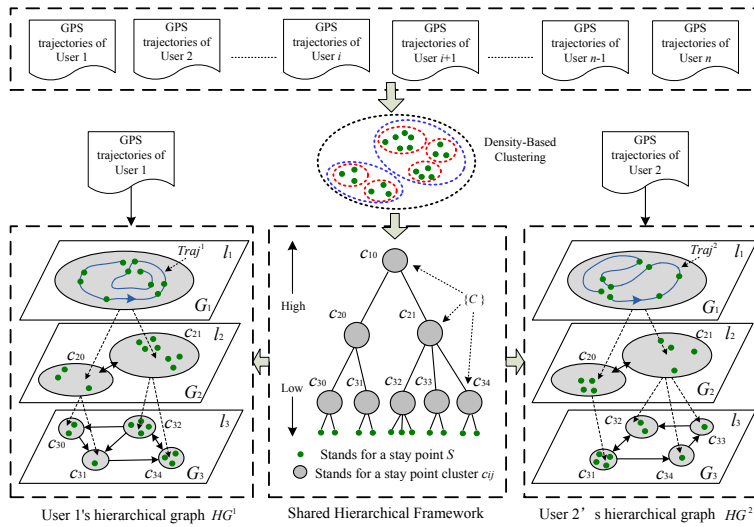 GPS trajectories of User 1
GPS trajectories of User 2
GPS trajectories of User i
GPS trajectories of User i+1
GPS trajectories of User n-1
GPS trajectories of User n
GPS trajectories of User 1
Density-Based Clustering
GPS trajectories of User 2
Traj1
l1
G1
c21
l2
c20
G2
c32
l3
c30
c31
c34
G3
User 1's hierarchical graph HG1
High
Low
c10
{C}
c20
c21
c30
c31
c32
c33
c34
Stands for a stay point S
Stands for a stay point cluster cij
Shared Hierarchical Framework
Traj2
l1
G1
c21
l2
c20
G2
c32
l3
c33
c31
c34
G3
User 2's hierarchical graph HG2